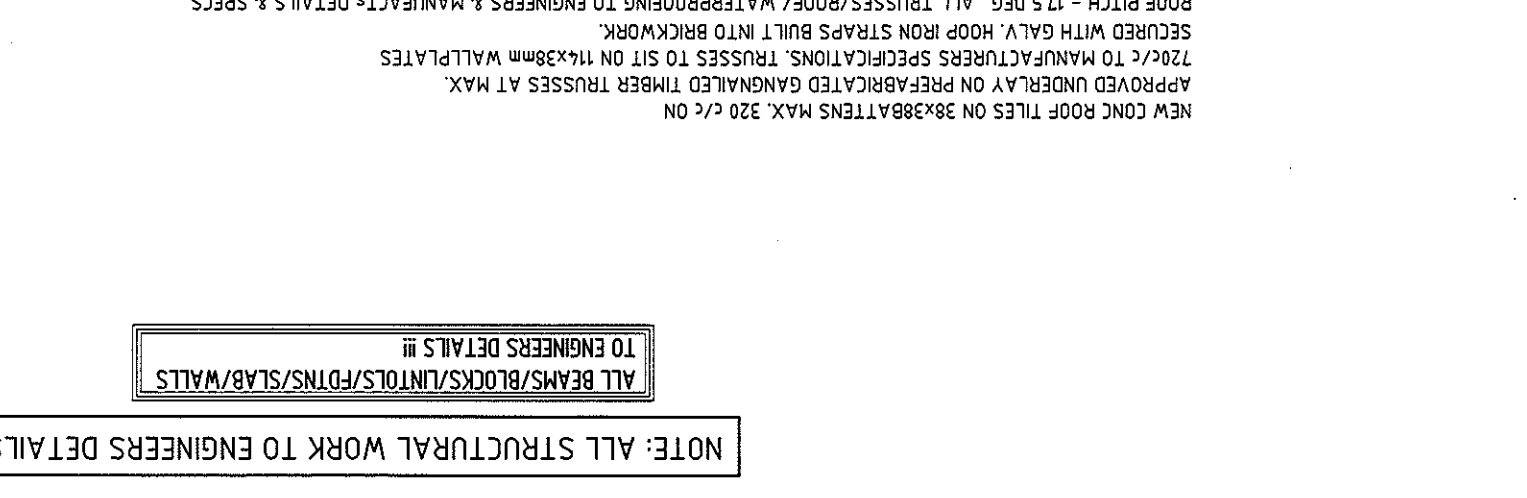 NOTE: ALL STRUCTURAL WORK TO ENGINEERS DETAILS
ALL BEAMS/BLOCKS/LINTOLS/FDTNS/SLAB/WALLS
TO ENGINEERS DETAILS !!!
NEW CONC ROOF TILES ON 38x38BATTENS MAX. 320 c/c ON
APPROVED UNDERLAY ON PREFABRICATED GANGNAILED TIMBER TRUSSES AT MAX.
720c/c TO MANUFACTURERS SPECIFICATIONS. TRUSSES TO SIT ON 114x38mm WALLPLATES
SECURED WITH GALV. HOOP IRON STRAPS BUILT INTO BRICKWORK.
ROOF PITCH - 17.5 DEG. ALL TRUSSES/ROOF/ WATERPROOFING TO ENGINEERS & MANUFACTs DETAILS & SPECS